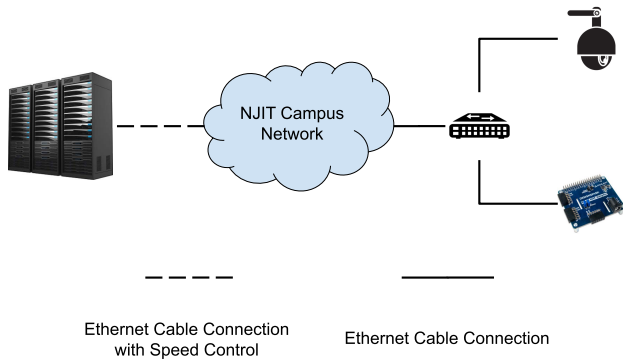 NJIT Campus
Network
Ethernet Cable Connection
with Speed Control
Ethernet Cable Connection